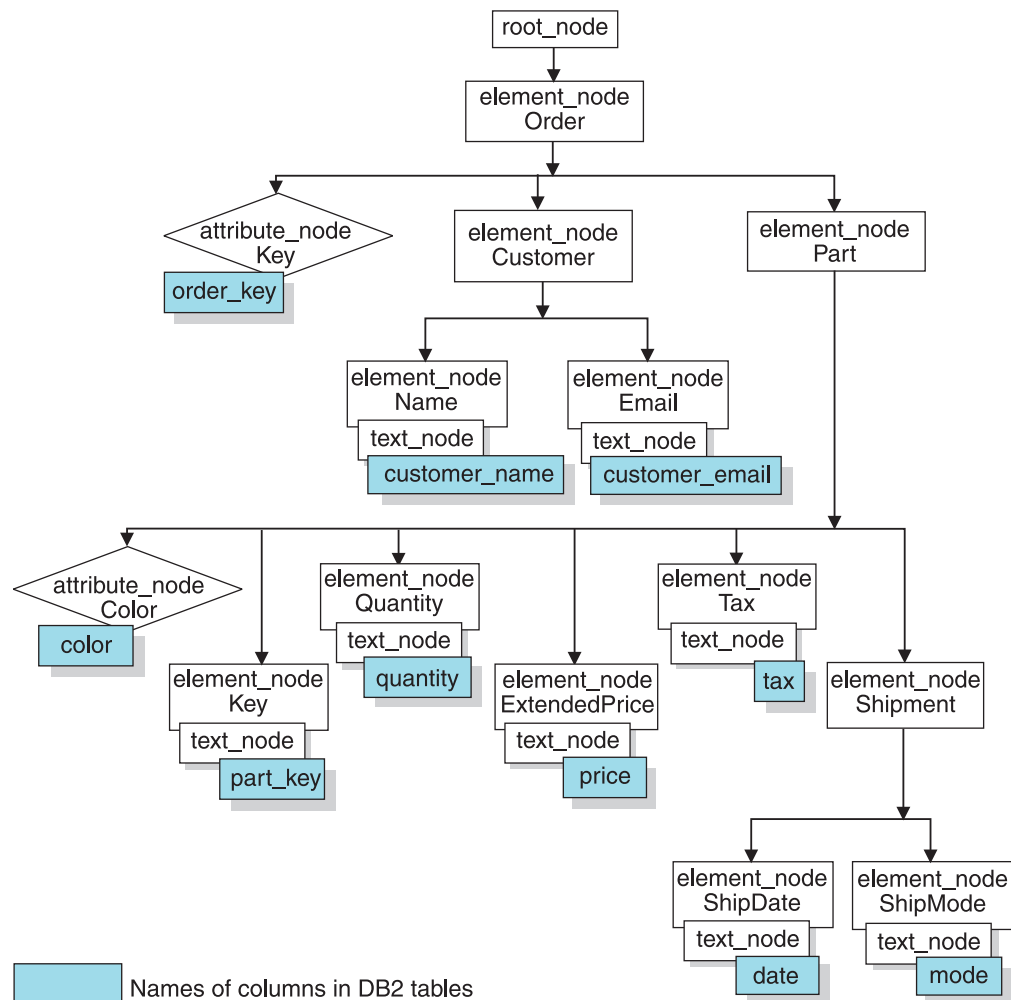 root_node
element_node
Order
attribute_node
Key
order_key
element_node
Customer
element_node
Part
element_node
Name
text_node
customer_name
element_node
Email
text_node
customer_email
attribute_node
Color
color
element_node
Key
text_node
part_key
element_node
Quantity
text_node
quantity
element_node
ExtendedPrice
text_node
price
element_node
Tax
text_node
tax
element_node
Shipment
element_node
ShipDate
text_node
date
element_node
ShipMode
text_node
mode
Names of columns in DB2 tables